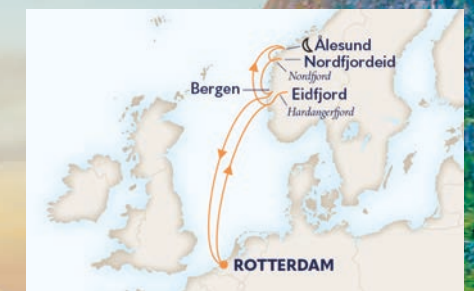 Ålesund
Nordfjordeid
Nordfjord
Bergen
Eidfjord
Hardangerfjord
ROTTERDAM